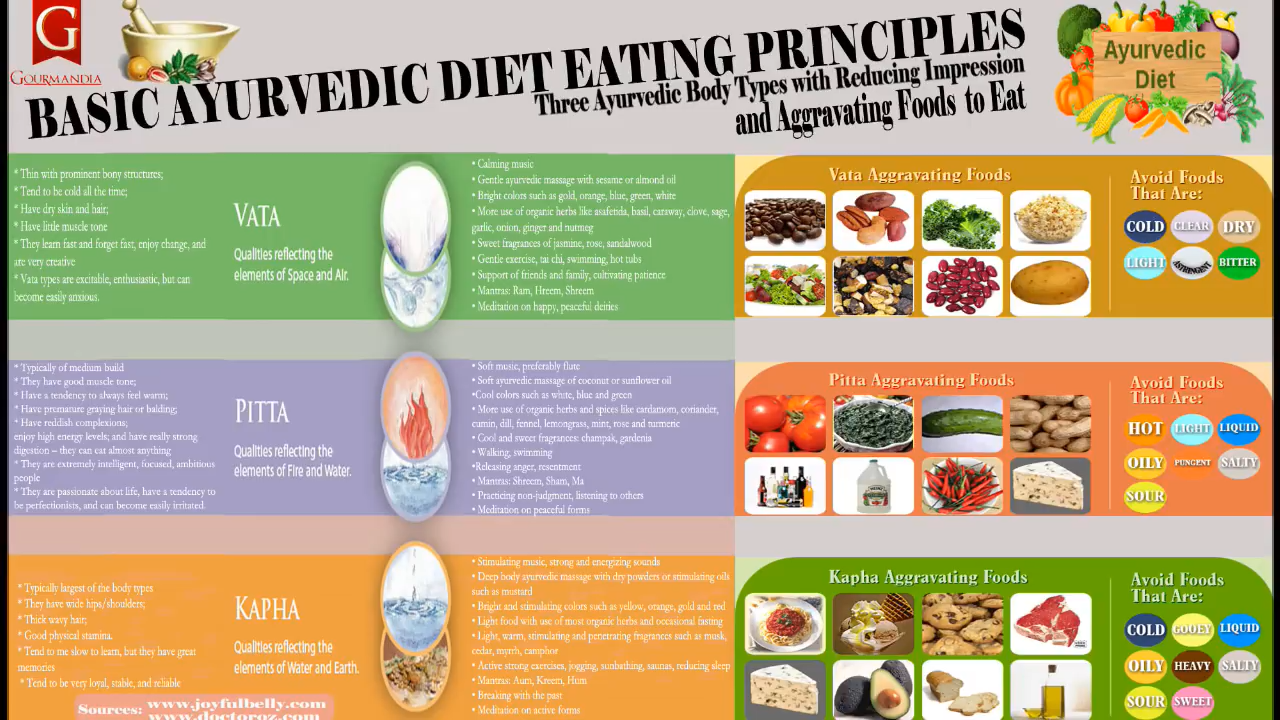 G
GOURMANDIA
BASIC AYURVEDIC DIET EATING PRINCIPLES
Three Ayurvedic Body Types with Reducing Impression
and Aggravating Foods to Eat
Ayurvedic
Diet
* Thin with prominent bony structures;
* Tend to be cold all the time;
* Have dry skin and hair;
* Have little muscle tone
* They learn fast and forget fast, enjoy change, and
are very creative
* Vata types are excitable, enthusiastic, but can
become easily anxious.
VATA
Qualities reflecting the
elements of Space and Air.
• Calming music
• Gentle ayurvedic massage with sesame or almond oil
• Bright colors such as gold, orange, blue, green, white
• More use of organic herbs like asafetida, basil, caraway, clove, sage,
garlic, onion, ginger and nutmeg
• Sweet fragrances of jasmine, rose, sandalwood
• Gentle exercise, tai chi, swimming, hot tubs
• Support of friends and family, cultivating patience
• Mantras: Ram, Hreem, Shreem
• Meditation on happy, peaceful deities
Vata Aggravating Foods
Avoid Foods
That Are:
COLD CLEAR DRY
LIGHT ASTRINGENT BITTER
* Typically of medium build
* They have good muscle tone;
* Have a tendency to always feel warm;
* Have premature graying hair or balding;
* Have reddish complexions;
enjoy high energy levels; and have really strong
digestion – they can eat almost anything
* They are extremely intelligent, focused, ambitious
people
* They are passionate about life, have a tendency to
be perfectionists, and can become easily irritated.
PITTA
Qualities reflecting the
elements of Fire and Water.
• Soft music, preferably flute
• Soft ayurvedic massage of coconut or sunflower oil
•Cool colors such as white, blue and green
• More use of organic herbs and spices like cardamom, coriander,
cumin, dill, fennel, lemongrass, mint, rose and turmeric
• Cool and sweet fragrances: champak, gardenia
• Walking, swimming
•Releasing anger, resentment
• Mantras: Shreem, Sham, Ma
• Practicing non-judgment, listening to others
• Meditation on peaceful forms
Pitta Aggravating Foods
Avoid Foods
That Are:
HOT LIGHT LIQUID
OILY PUNGENT SALTY
SOUR
* Typically largest of the body types
* They have wide hips/shoulders;
* Thick wavy hair;
* Good physical stamina.
* Tend to me slow to learn, but they have great
memories
* Tend to be very loyal, stable, and reliable
KAPHA
Qualities reflecting the
elements of Water and Earth.
• Stimulating music, strong and energizing sounds
• Deep body ayurvedic massage with dry powders or stimulating oils
such as mustard
• Bright and stimulating colors such as yellow, orange, gold and red
• Light food with use of most organic herbs and occasional fasting
• Light, warm, stimulating and penetrating fragrances such as musk,
cedar, myrrh, camphor
• Active strong exercises, jogging, sunbathing, saunas, reducing sleep
• Mantras: Aum, Kreem, Hum
• Breaking with the past
• Meditation on active forms
Kapha Aggravating Foods
Avoid Foods
That Are:
COLD GOOEY LIQUID
OILY HEAVY SALTY
SOUR SWEET
Sources: www.joyfulbelly.com
www.doctoroz.com